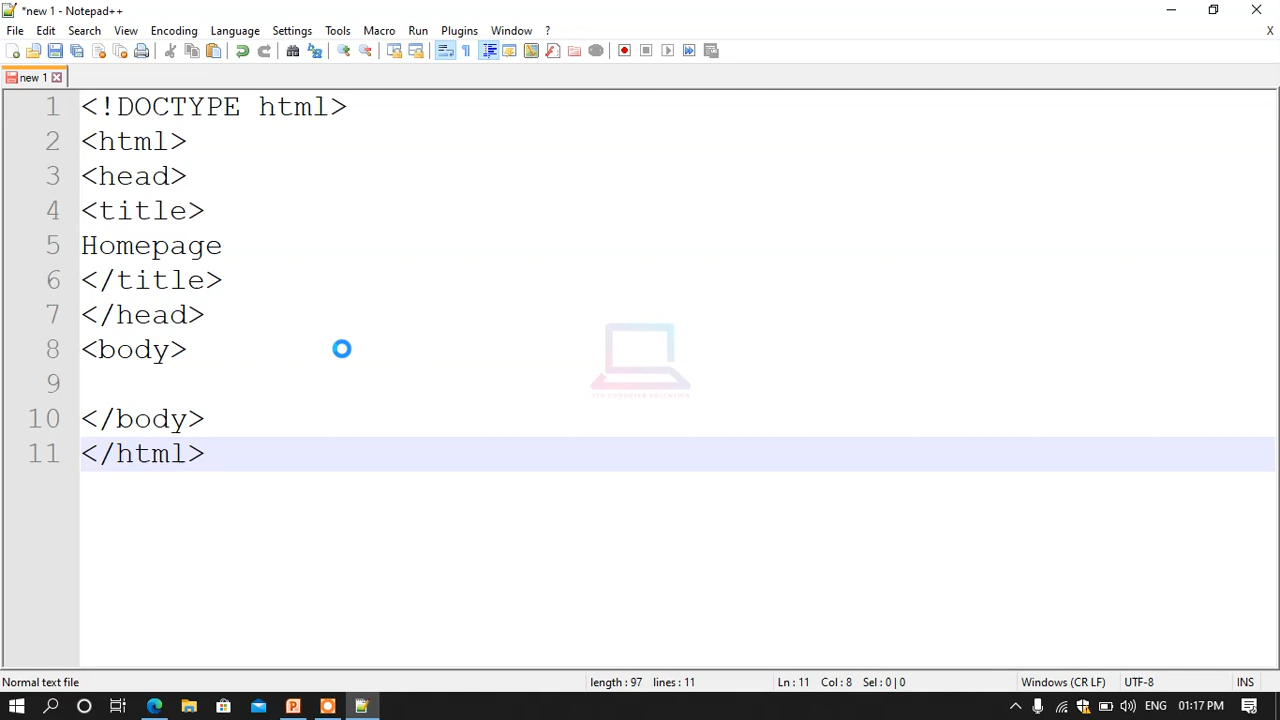 *new 1 - Notepad++
File Edit Search View Encoding Language Settings Tools Macro Run Plugins Window ? X
new 1
1 <!DOCTYPE html>
2 <html>
3 <head>
4 <title>
5 Homepage
6 </title>
7 </head>
8 <body>
9
10 </body>
11 </html>
Normal text file length : 97 lines : 11 Ln : 11 Col : 8 Sel : 0 | 0 Windows (CR LF) UTF-8 INS
ENG 01:17 PM